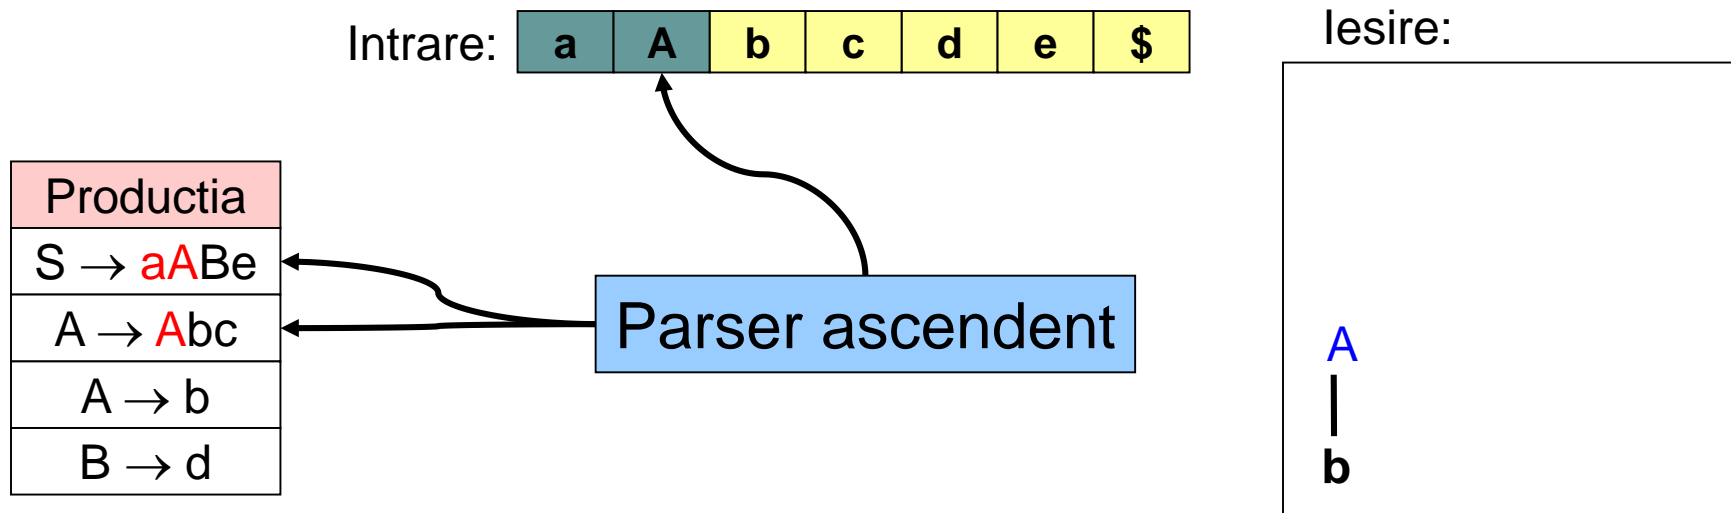 Intrare: a A b c d e $
Iesire:
Productia
S → aABe
A → Abc
A → b
B → d
Parser ascendent
A
b